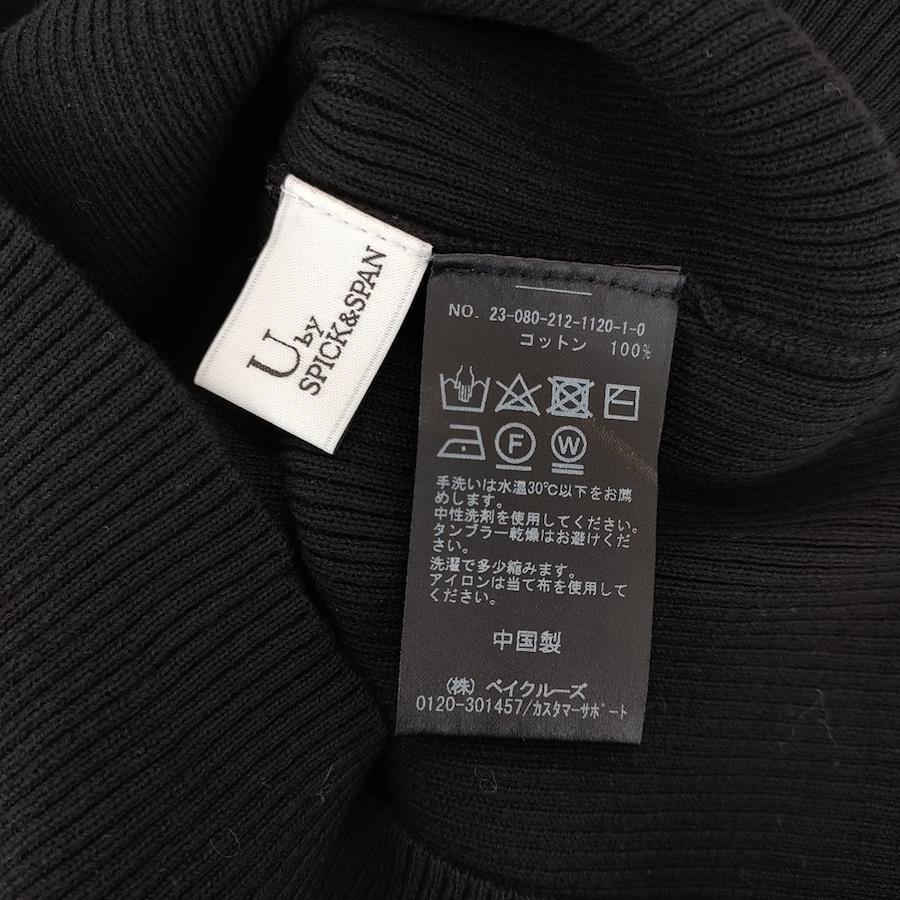 U
by
SPICK&SPAN
NO. 23-080-212-1120-1-0
コットン 100%
F W
手洗いは水温30℃以下をお薦
めします。
中性洗剤を使用してください。
タンブラー乾燥はお避けくだ
さい。
洗濯で多少縮みます。
アイロンは当て布を使用して
ください。
中国製
(株) ベイクルーズ
0120-301457/カスタマーサポート